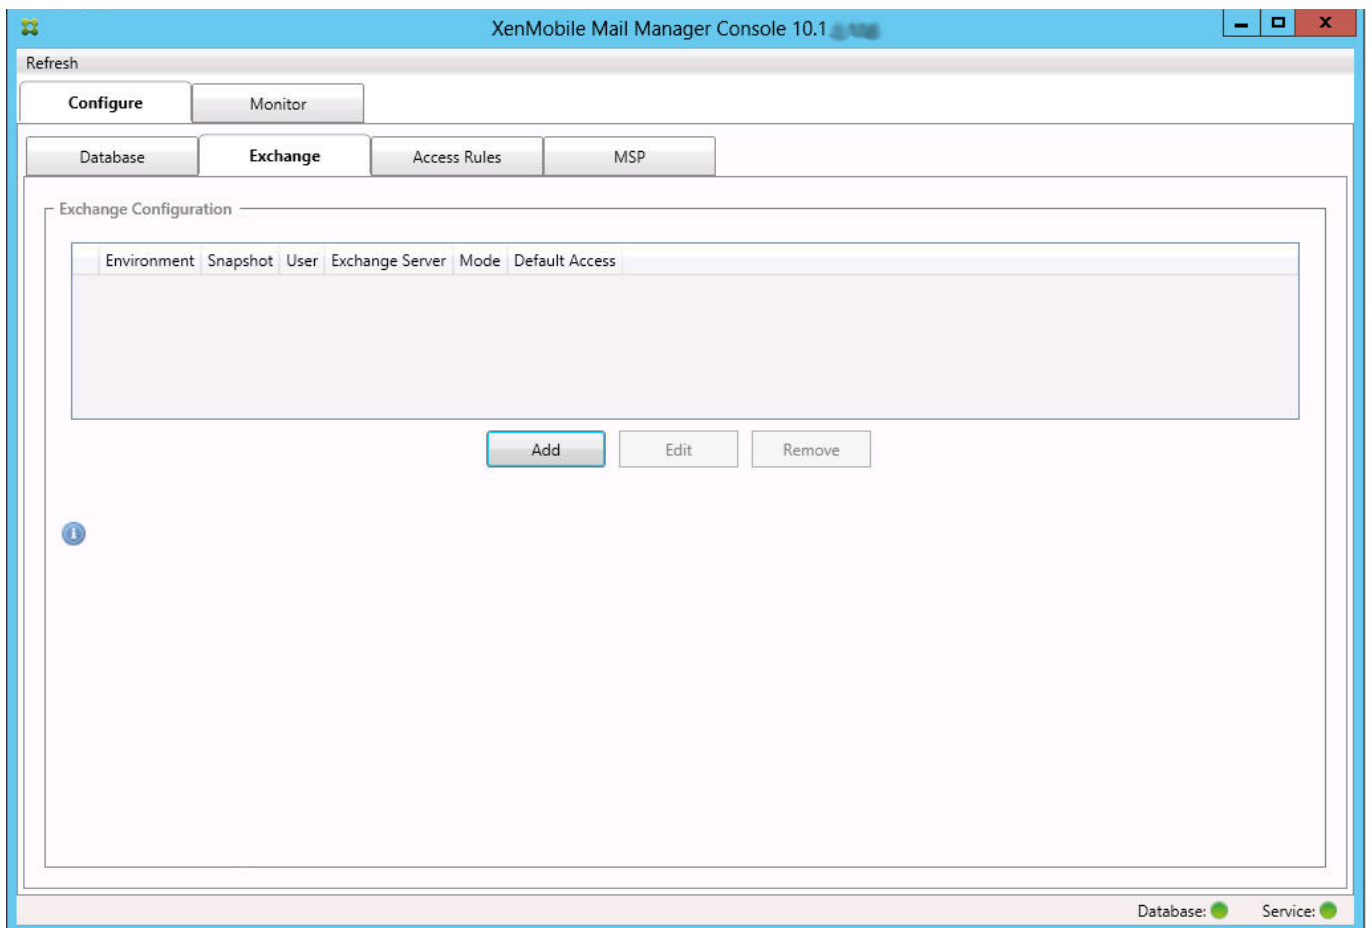 XenMobile Mail Manager Console 10.1
Refresh
Configure Monitor
Database Exchange Access Rules MSP
Exchange Configuration
Environment Snapshot User Exchange Server Mode Default Access
Add Edit Remove
Database: Service: